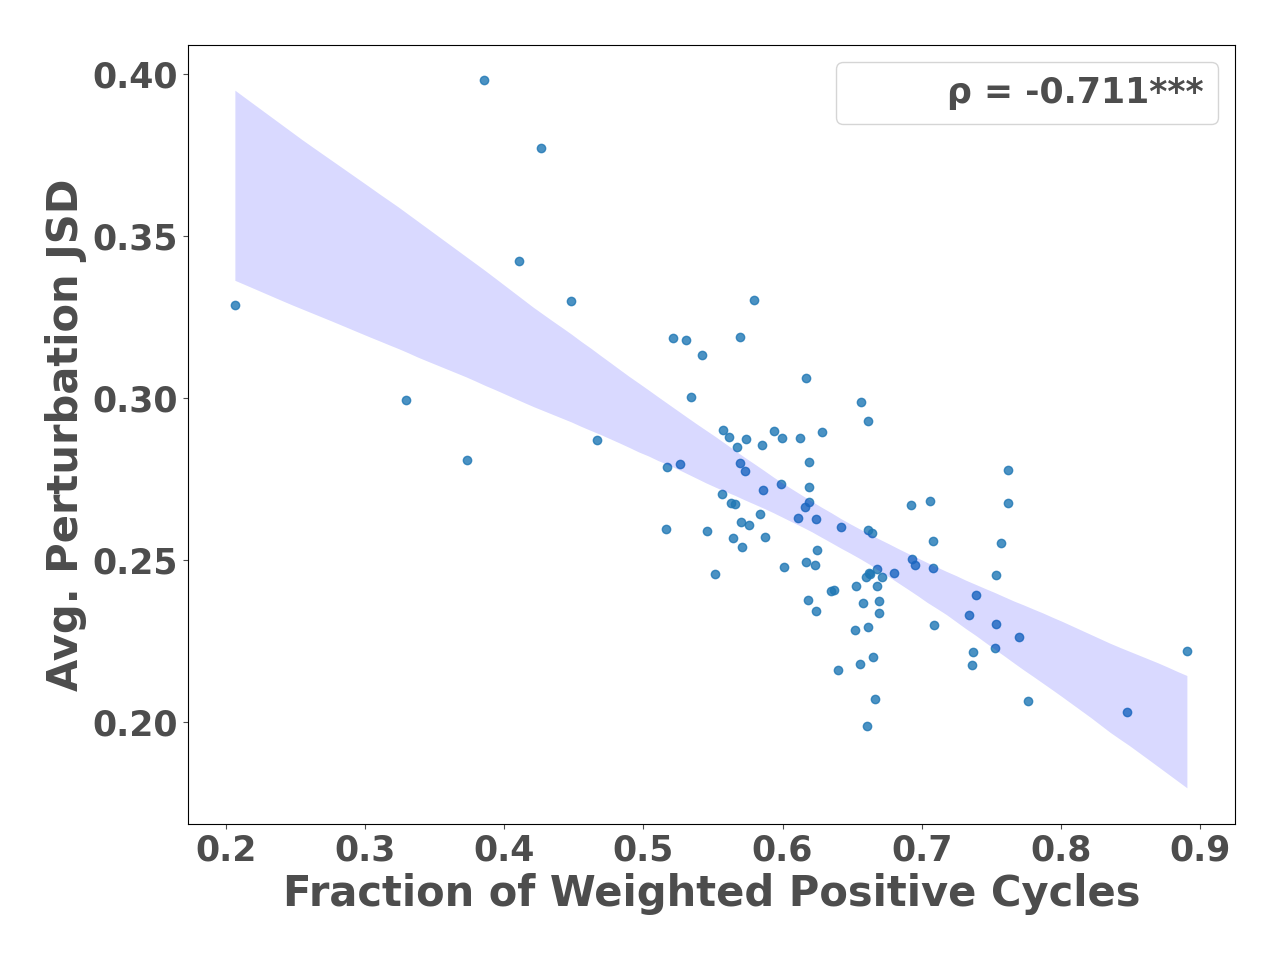 ρ = -0.711***
Avg. Perturbation JSD
0.40
0.35
0.30
0.25
0.20
0.2 0.3 0.4 0.5 0.6 0.7 0.8 0.9
Fraction of Weighted Positive Cycles